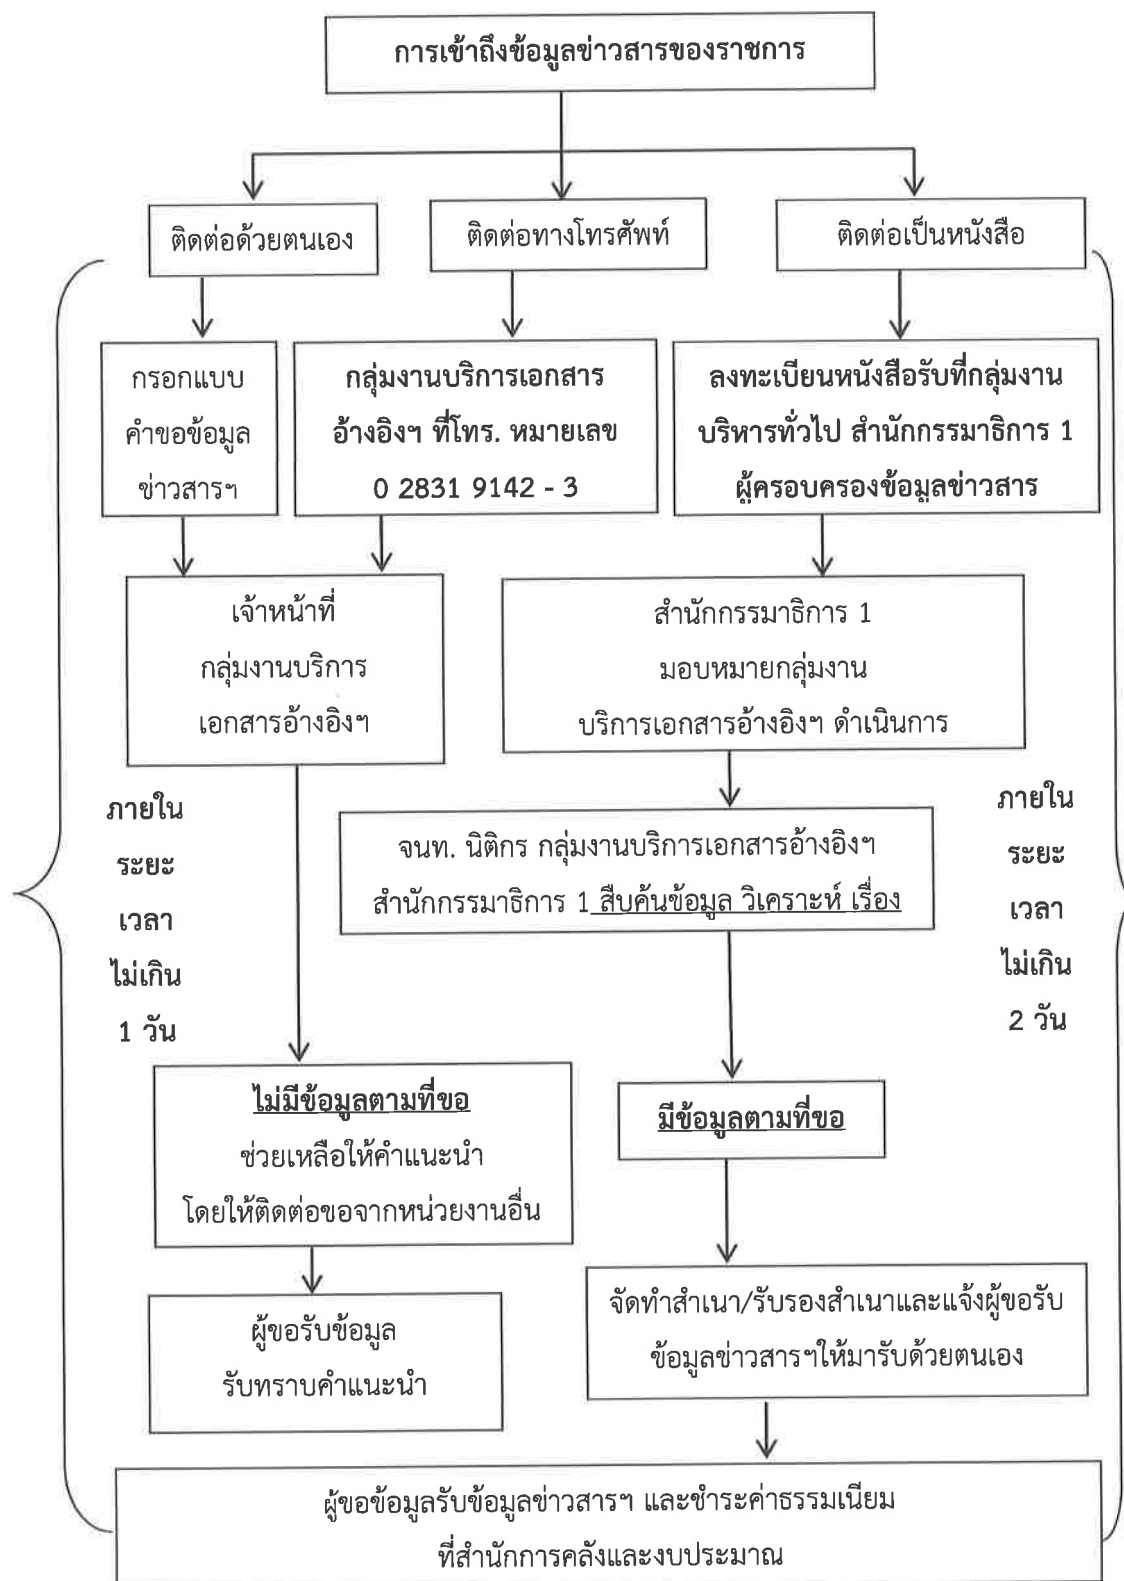 การเข้าถึงข้อมูลข่าวสารของราชการ
ติดต่อด้วยตนเอง
ติดต่อทางโทรศัพท์
ติดต่อเป็นหนังสือ
กรอกแบบ
คำขอข้อมูล
ข่าวสารฯ
กลุ่มงานบริการเอกสาร
อ้างอิงฯ ที่โทร. หมายเลข
0 2831 9142 - 3
ลงทะเบียนหนังสือรับที่กลุ่มงาน
บริหารทั่วไป สำนักกรรมาธิการ 1
ผู้ครอบครองข้อมูลข่าวสาร
เจ้าหน้าที่
กลุ่มงานบริการ
เอกสารอ้างอิงฯ
สำนักกรรมาธิการ 1
มอบหมายกลุ่มงาน
บริการเอกสารอ้างอิงฯ ดำเนินการ
ภายใน
ระยะ
เวลา
ไม่เกิน
1 วัน
จนท. นิติกร กลุ่มงานบริการเอกสารอ้างอิงฯ
สำนักกรรมาธิการ 1 สืบค้นข้อมูล วิเคราะห์ เรื่อง
ภายใน
ระยะ
เวลา
ไม่เกิน
2 วัน
ไม่มีข้อมูลตามที่ขอ
ช่วยเหลือให้คำแนะนำ
โดยให้ติดต่อขอจากหน่วยงานอื่น
มีข้อมูลตามที่ขอ
ผู้ขอรับข้อมูล
รับทราบคำแนะนำ
จัดทำสำเนา/รับรองสำเนาและแจ้งผู้ขอรับ
ข้อมูลข่าวสารฯให้มารับด้วยตนเอง
ผู้ขอข้อมูลรับข้อมูลข่าวสารฯ และชำระค่าธรรมเนียม
ที่สำนักการคลังและงบประมาณ